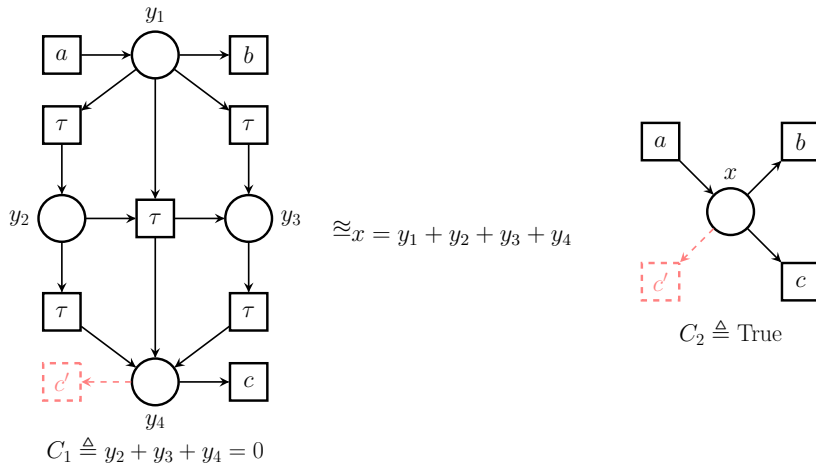 y₁
a
b
τ
τ
y₂
τ
y₃
τ
τ
c′
c
y₄
C₁ ≜ y₂ + y₃ + y₄ = 0
≊x = y₁ + y₂ + y₃ + y₄
a
b
x
c′
c
C₂ ≜ True